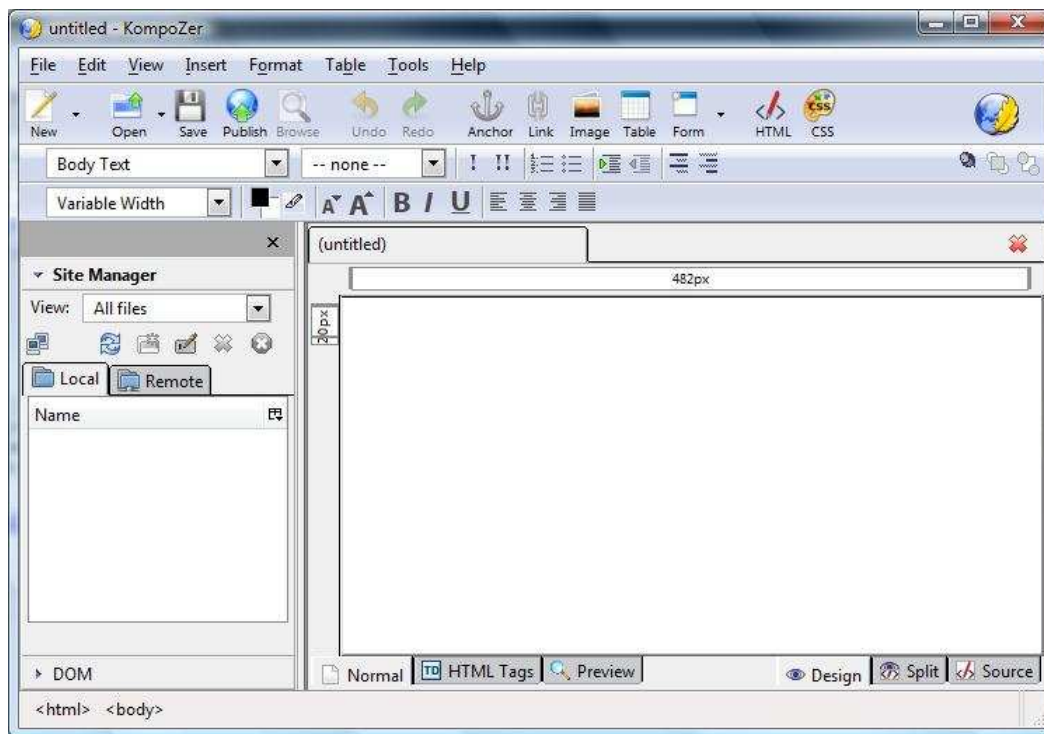 untitled - KompoZer
File Edit View Insert Format Table Tools Help
New Open Save Publish Browse Undo Redo Anchor Link Image Table Form HTML CSS
Body Text -- none --
Variable Width A A B I U
(untitled)
Site Manager
482px
View: All files
20px
Local Remote
Name
DOM
Normal TD HTML Tags Preview Design Split Source
<html> <body>